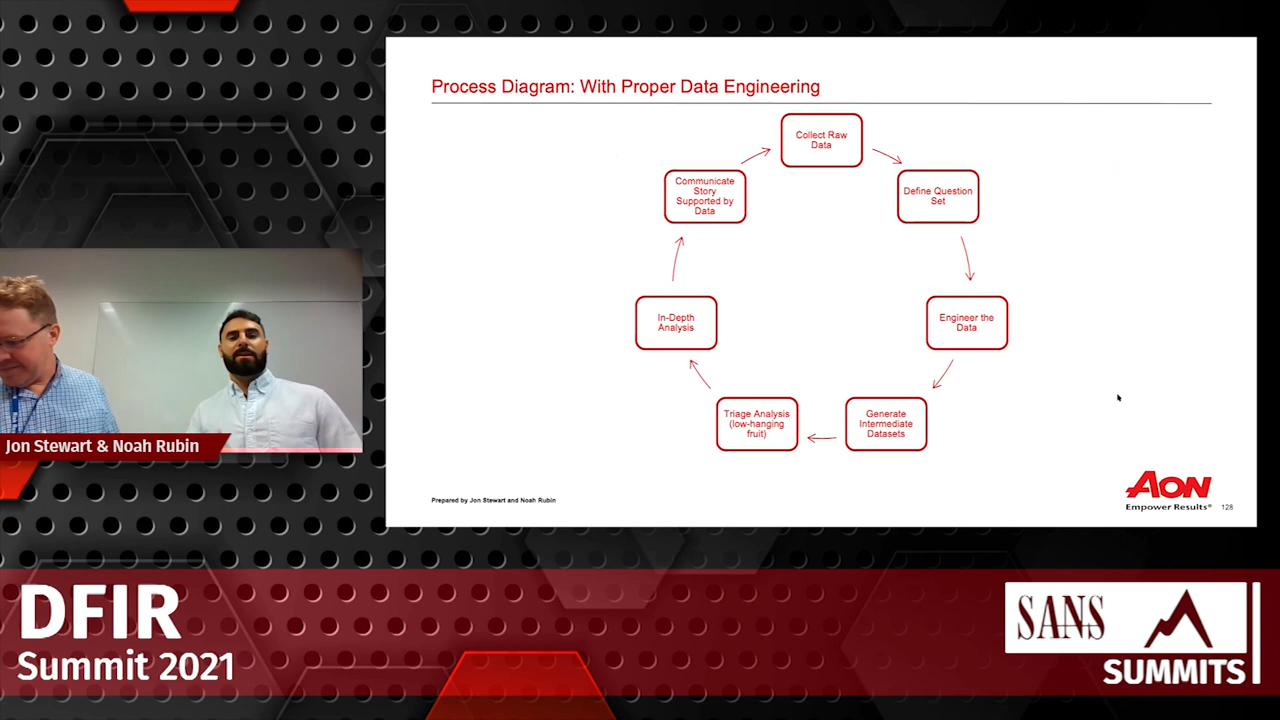 Process Diagram: With Proper Data Engineering
Collect Raw
Data
Define Question
Set
Engineer the
Data
Generate
Intermediate
Datasets
Triage Analysis
(low-hanging
fruit)
In-Depth
Analysis
Communicate
Story
Supported by
Data
Prepared by Jon Stewart and Noah Rubin
AON
Empower Results®
128
Jon Stewart & Noah Rubin
DFIR
Summit 2021
SANS
SUMMITS